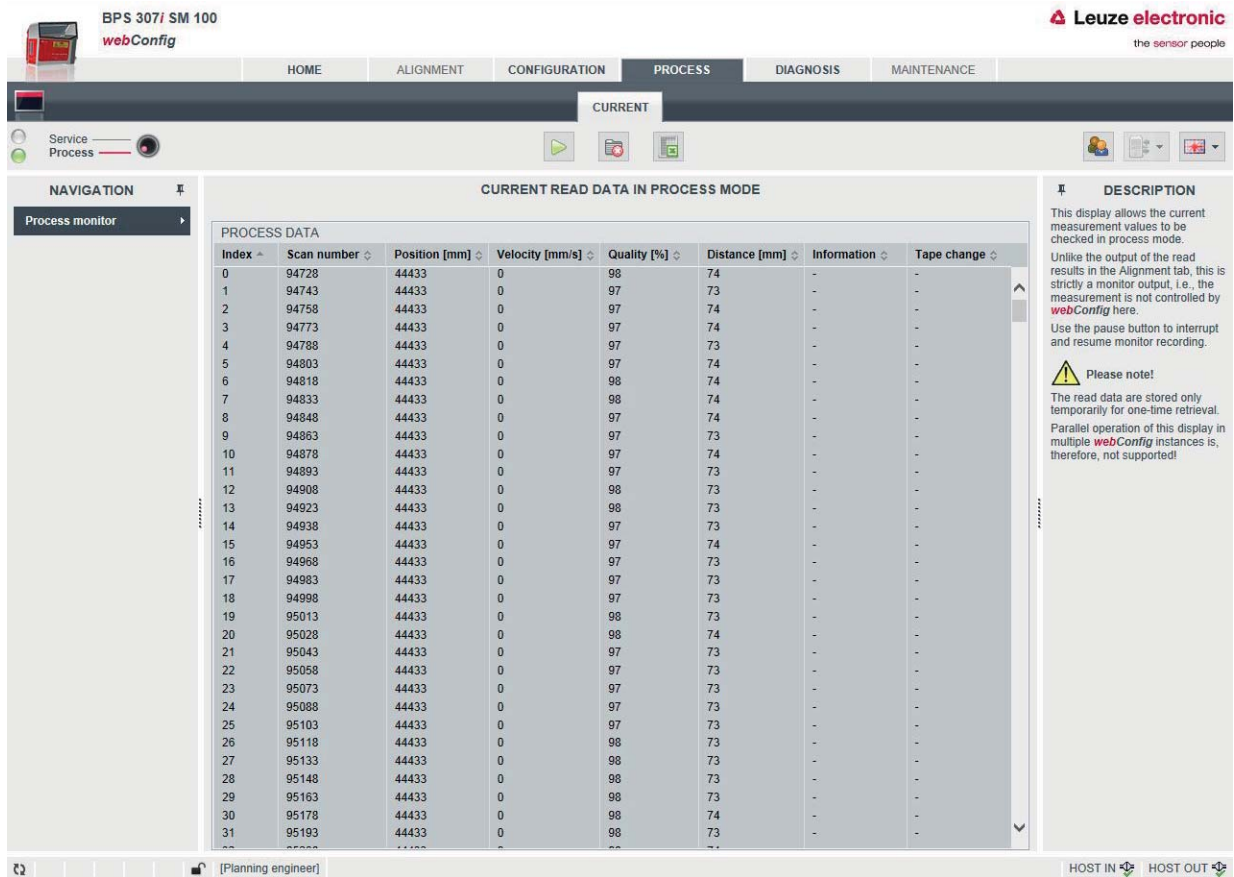 BPS 307i SM 100
webConfig
Leuze electronic
the sensor people
HOME ALIGNMENT CONFIGURATION PROCESS DIAGNOSIS MAINTENANCE
CURRENT
Service
Process
NAVIGATION
Process monitor
CURRENT READ DATA IN PROCESS MODE
PROCESS DATA
Index Scan number Position [mm] Velocity [mm/s] Quality [%] Distance [mm] Information Tape change
0 94728 44433 0 98 74 - -
1 94743 44433 0 97 73 - -
2 94758 44433 0 97 74 - -
3 94773 44433 0 97 74 - -
4 94788 44433 0 97 73 - -
5 94803 44433 0 97 74 - -
6 94818 44433 0 98 74 - -
7 94833 44433 0 98 74 - -
8 94848 44433 0 97 74 - -
9 94863 44433 0 97 73 - -
10 94878 44433 0 97 74 - -
11 94893 44433 0 97 73 - -
12 94908 44433 0 98 73 - -
13 94923 44433 0 98 73 - -
14 94938 44433 0 97 73 - -
15 94953 44433 0 97 74 - -
16 94968 44433 0 97 73 - -
17 94983 44433 0 97 73 - -
18 94998 44433 0 97 73 - -
19 95013 44433 0 98 73 - -
20 95028 44433 0 98 74 - -
21 95043 44433 0 97 73 - -
22 95058 44433 0 97 73 - -
23 95073 44433 0 97 73 - -
24 95088 44433 0 97 73 - -
25 95103 44433 0 97 73 - -
26 95118 44433 0 98 73 - -
27 95133 44433 0 98 73 - -
28 95148 44433 0 98 73 - -
29 95163 44433 0 98 73 - -
30 95178 44433 0 98 74 - -
31 95193 44433 0 98 73 - -
DESCRIPTION
This display allows the current
measurement values to be
checked in process mode.
Unlike the output of the read
results in the Alignment tab, this is
strictly a monitor output, i.e., the
measurement is not controlled by
webConfig here.
Use the pause button to interrupt
and resume monitor recording.
Please note!
The read data are stored only
temporarily for one-time retrieval.
Parallel operation of this display in
multiple webConfig instances is,
therefore, not supported!
[Planning engineer]
HOST IN HOST OUT